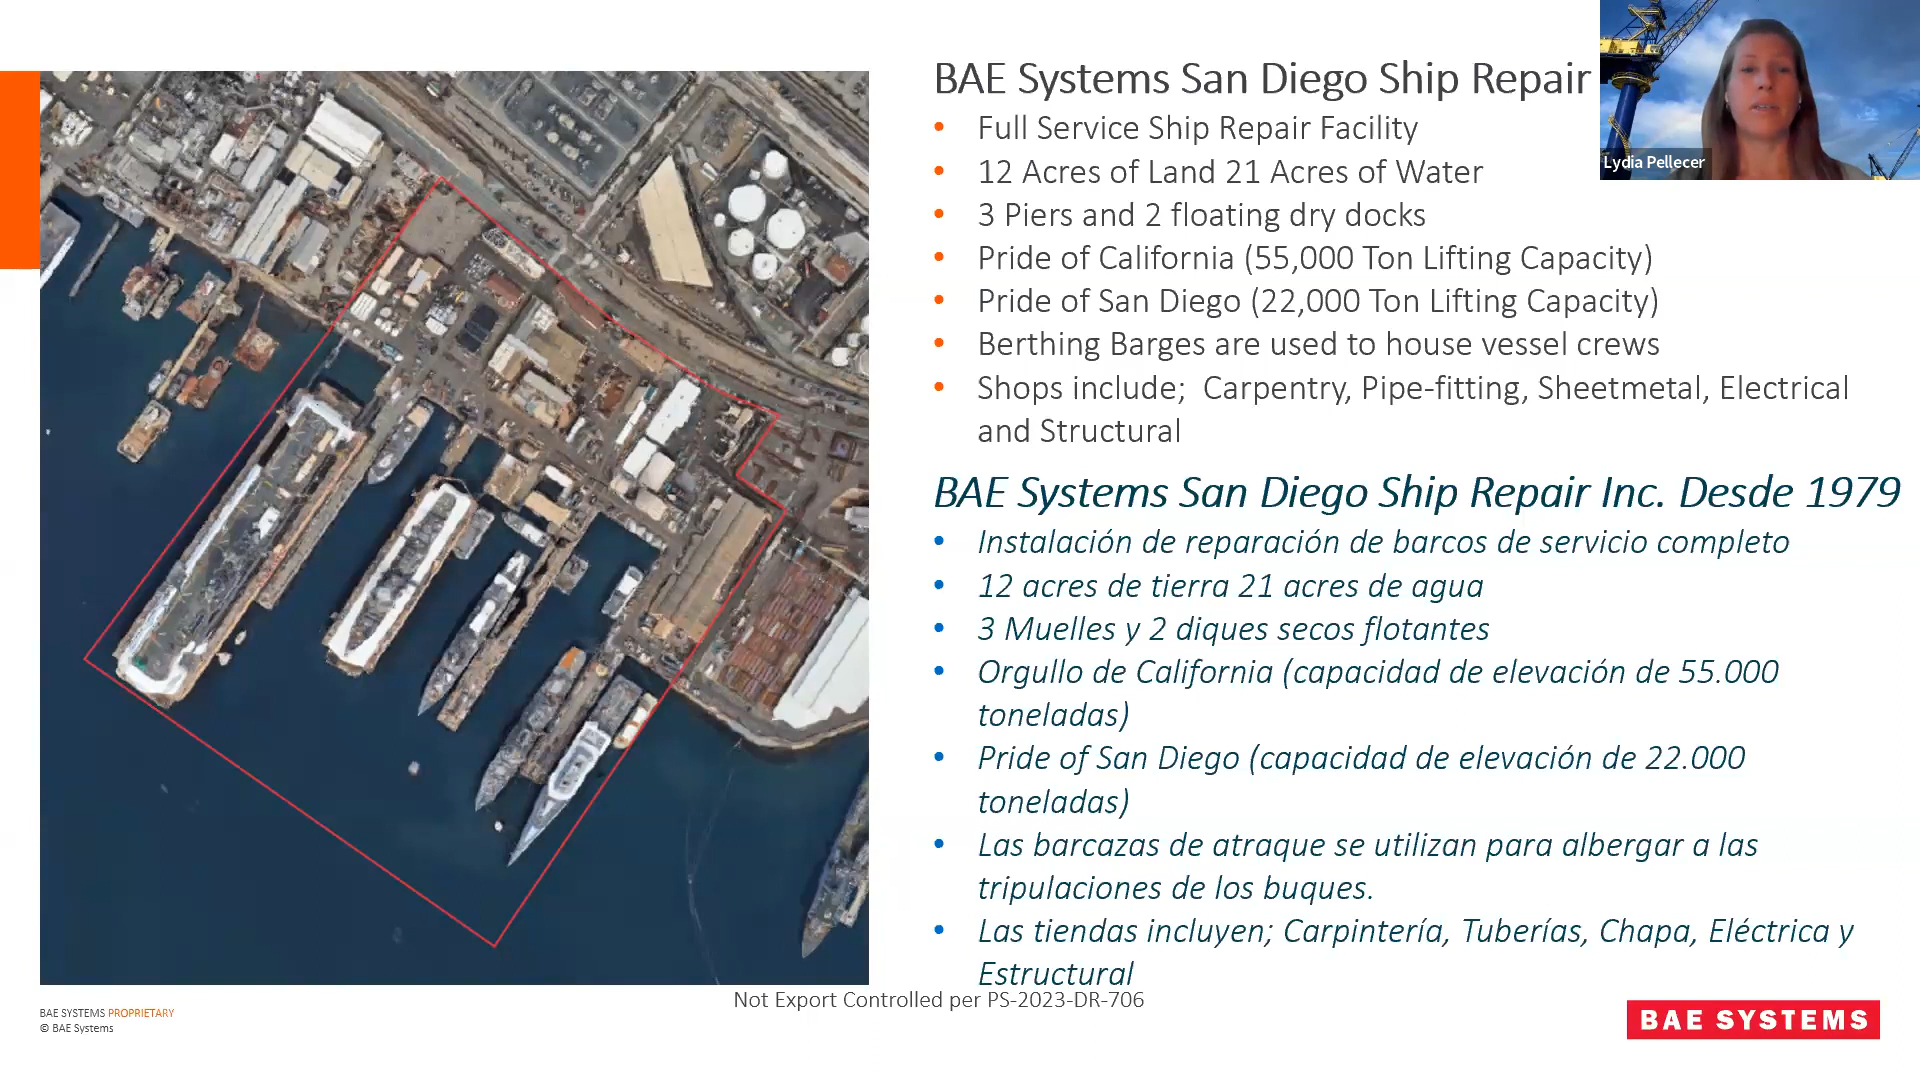 BAE Systems San Diego Ship Repair
• Full Service Ship Repair Facility
• 12 Acres of Land 21 Acres of Water
• 3 Piers and 2 floating dry docks
• Pride of California (55,000 Ton Lifting Capacity)
• Pride of San Diego (22,000 Ton Lifting Capacity)
• Berthing Barges are used to house vessel crews
• Shops include;  Carpentry, Pipe-fitting, Sheetmetal, Electrical
and Structural
Lydia Pellecer
BAE Systems San Diego Ship Repair Inc. Desde 1979
• Instalación de reparación de barcos de servicio completo
• 12 acres de tierra 21 acres de agua
• 3 Muelles y 2 diques secos flotantes
• Orgullo de California (capacidad de elevación de 55.000
toneladas)
• Pride of San Diego (capacidad de elevación de 22.000
toneladas)
• Las barcazas de atraque se utilizan para albergar a las
tripulaciones de los buques.
• Las tiendas incluyen; Carpintería, Tuberías, Chapa, Eléctrica y
Estructural
Not Export Controlled per PS-2023-DR-706
BAE SYSTEMS PROPRIETARY
© BAE Systems
BAE SYSTEMS